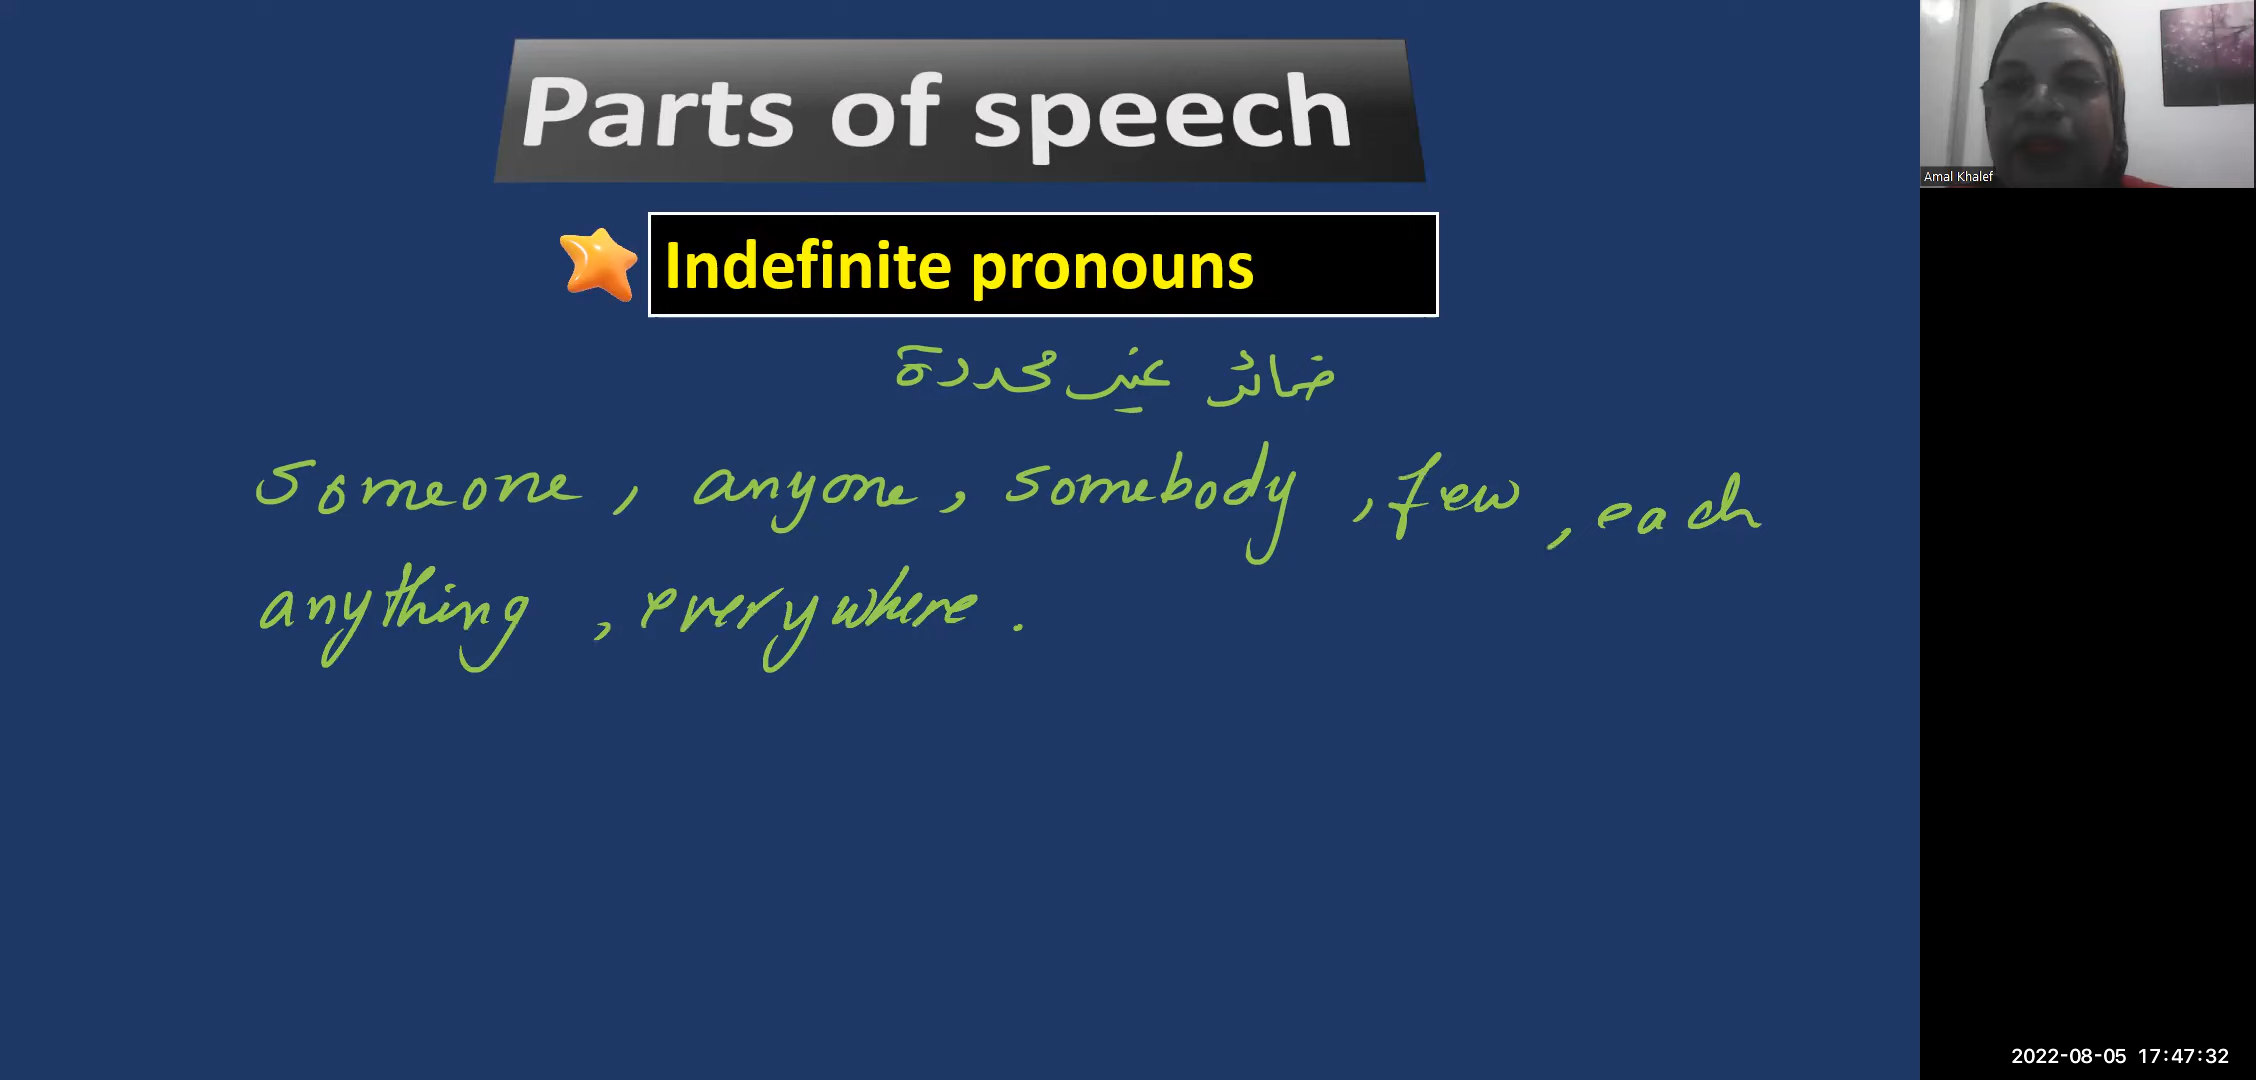 Parts of speech
Indefinite pronouns
ضمائر غير محددة
Someone, anyone, somebody, few, each
anything, everywhere.
Amal Khalef
2022-08-05 17:47:32